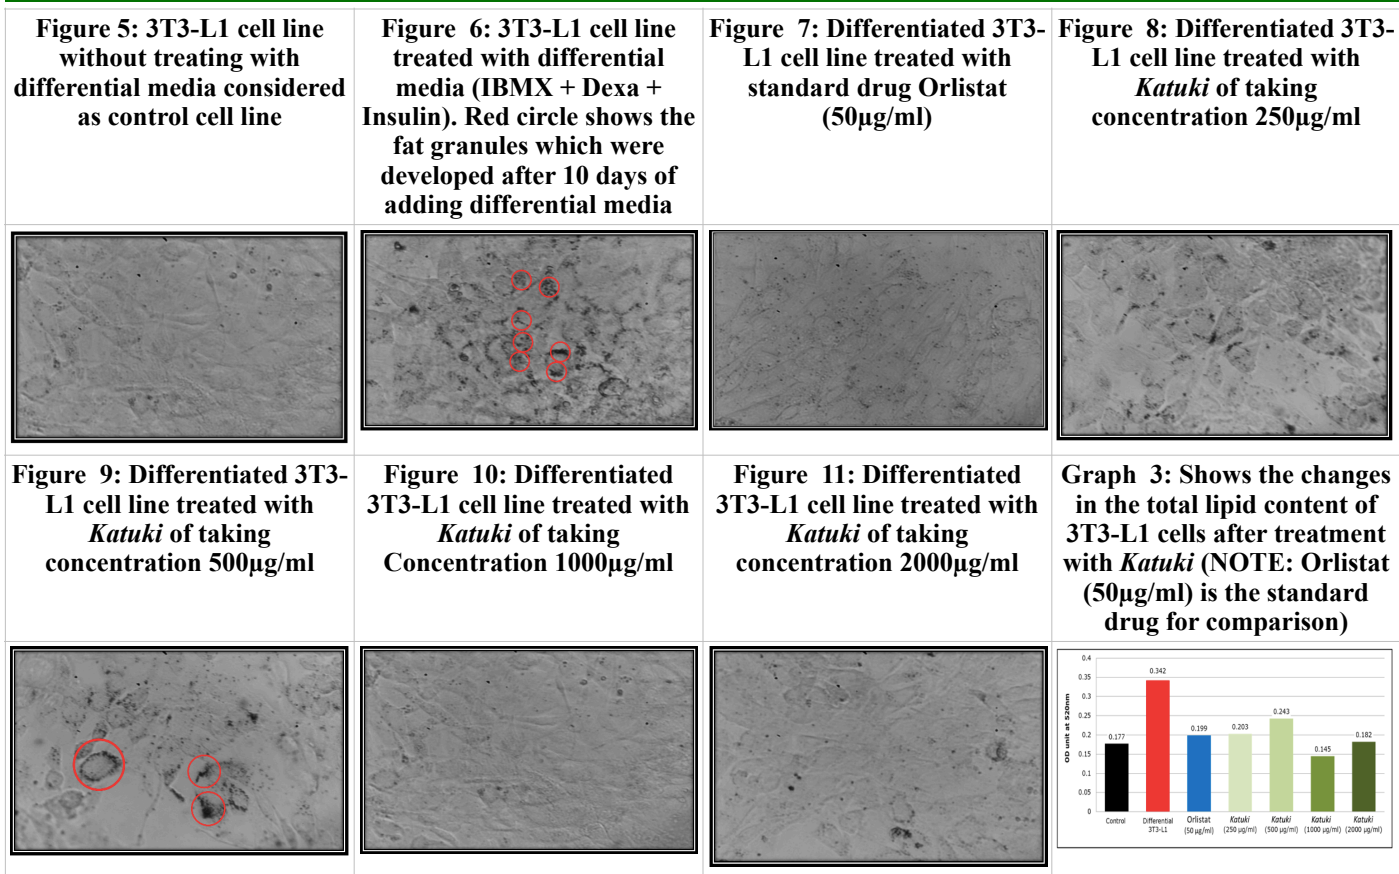 Figure 5: 3T3-L1 cell line
without treating with
differential media considered
as control cell line
Figure 6: 3T3-L1 cell line
treated with differential
media (IBMX + Dexa +
Insulin). Red circle shows the
fat granules which were
developed after 10 days of
adding differential media
Figure 7: Differentiated 3T3-
L1 cell line treated with
standard drug Orlistat
(50µg/ml)
Figure 8: Differentiated 3T3-
L1 cell line treated with
Katuki of taking
concentration 250µg/ml
Figure 9: Differentiated 3T3-
L1 cell line treated with
Katuki of taking
concentration 500µg/ml
Figure 10: Differentiated
3T3-L1 cell line treated with
Katuki of taking
Concentration 1000µg/ml
Figure 11: Differentiated
3T3-L1 cell line treated with
Katuki of taking
concentration 2000µg/ml
Graph 3: Shows the changes
in the total lipid content of
3T3-L1 cells after treatment
with Katuki (NOTE: Orlistat
(50µg/ml) is the standard
drug for comparison)
OD unit at 520nm
0.4
0.35
0.3
0.25
0.2
0.15
0.1
0.05
0
0.177
0.342
0.199
0.203
0.243
0.145
0.182
Control
Differential
3T3-L1
Orlistat
(50 µg/ml)
Katuki
(250 µg/ml)
Katuki
(500 µg/ml)
Katuki
(1000 µg/ml)
Katuki
(2000 µg/ml)